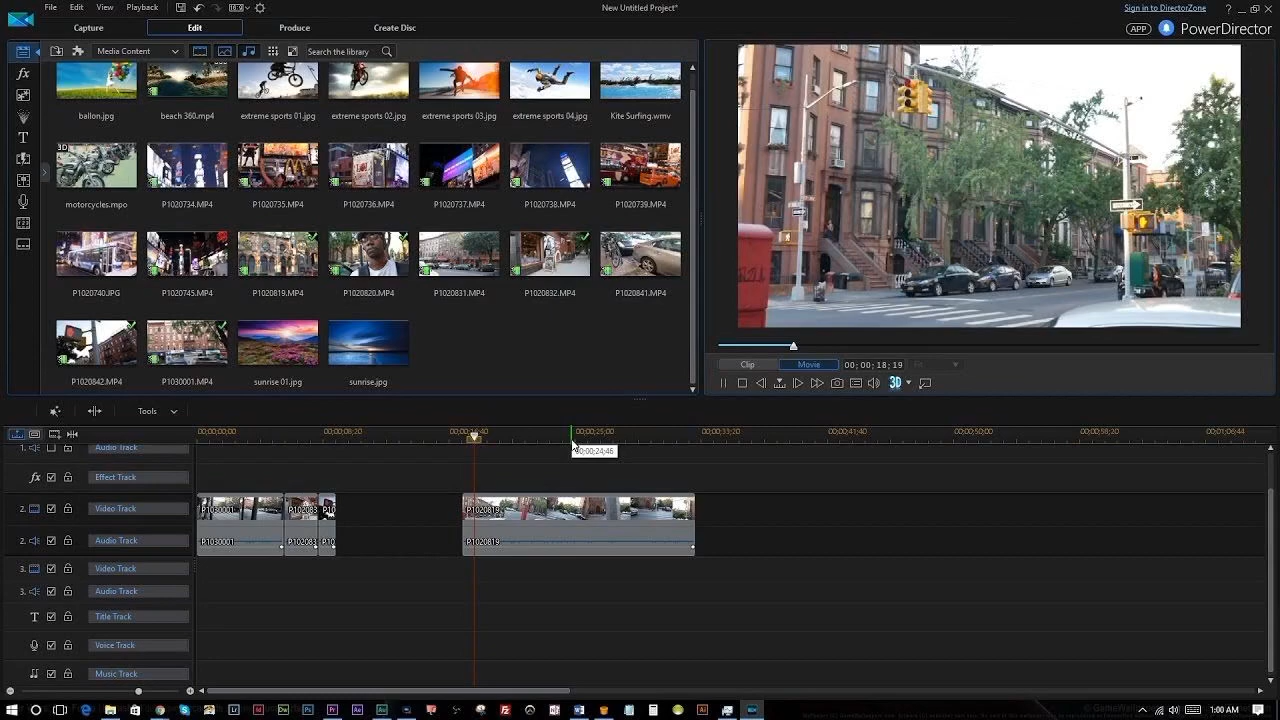 File Edit View Playback New Untitled Project* Sign in to DirectorZone
Capture Edit Produce Create Disc APP PowerDirector
Media Content Search the library
ballon.jpg beach 360.mp4 extreme sports 01.jpg extreme sports 02.jpg extreme sports 03.jpg extreme sports 04.jpg Kite Surfing.wmv
3D
motorcycles.mpo P1020734.MP4 P1020735.MP4 P1020736.MP4 P1020737.MP4 P1020738.MP4 P1020739.MP4
P1020740.JPG P1020745.MP4 P1020819.MP4 P1020820.MP4 P1020831.MP4 P1020832.MP4 P1020841.MP4
P1020842.MP4 P1030001.MP4 sunrise 01.jpg sunrise.jpg
Clip Movie 00;00;18;19 Fit
3D
Tools
00;00;00;00 00;00;08;20 00;00;16;40 00;00;25;00 00;00;33;20 00;00;41;40 00;00;50;00 00;00;58;20 00;01;06;44
00;00;24;46
1. Audio Track
fx Effect Track
2. Video Track P1030001 P102083 P10 P1020819
2. Audio Track P1030001 P102083 P10 P1020819
3. Video Track
3. Audio Track
T Title Track
Voice Track
Music Track
1:00 AM